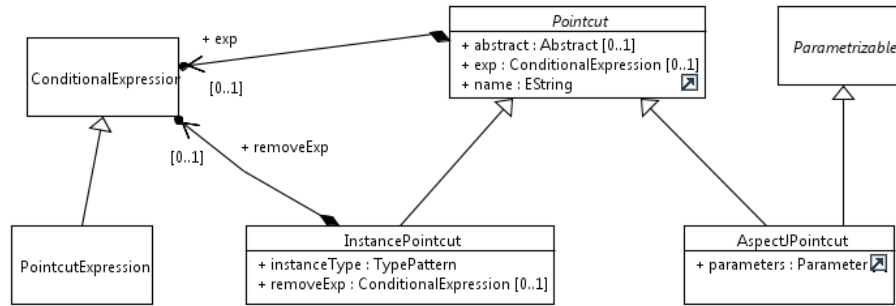 Pointcut
+ exp
+ abstract : Abstract [0..1]
+ exp : ConditionalExpression [0..1]
+ name : EString
Parametrizable
ConditionalExpression
[0..1]
[0..1]
+ removeExp
PointcutExpression
InstancePointcut
+ instanceType : TypePattern
+ removeExp : ConditionalExpression [0..1]
AspectJPointcut
+ parameters : Parameter